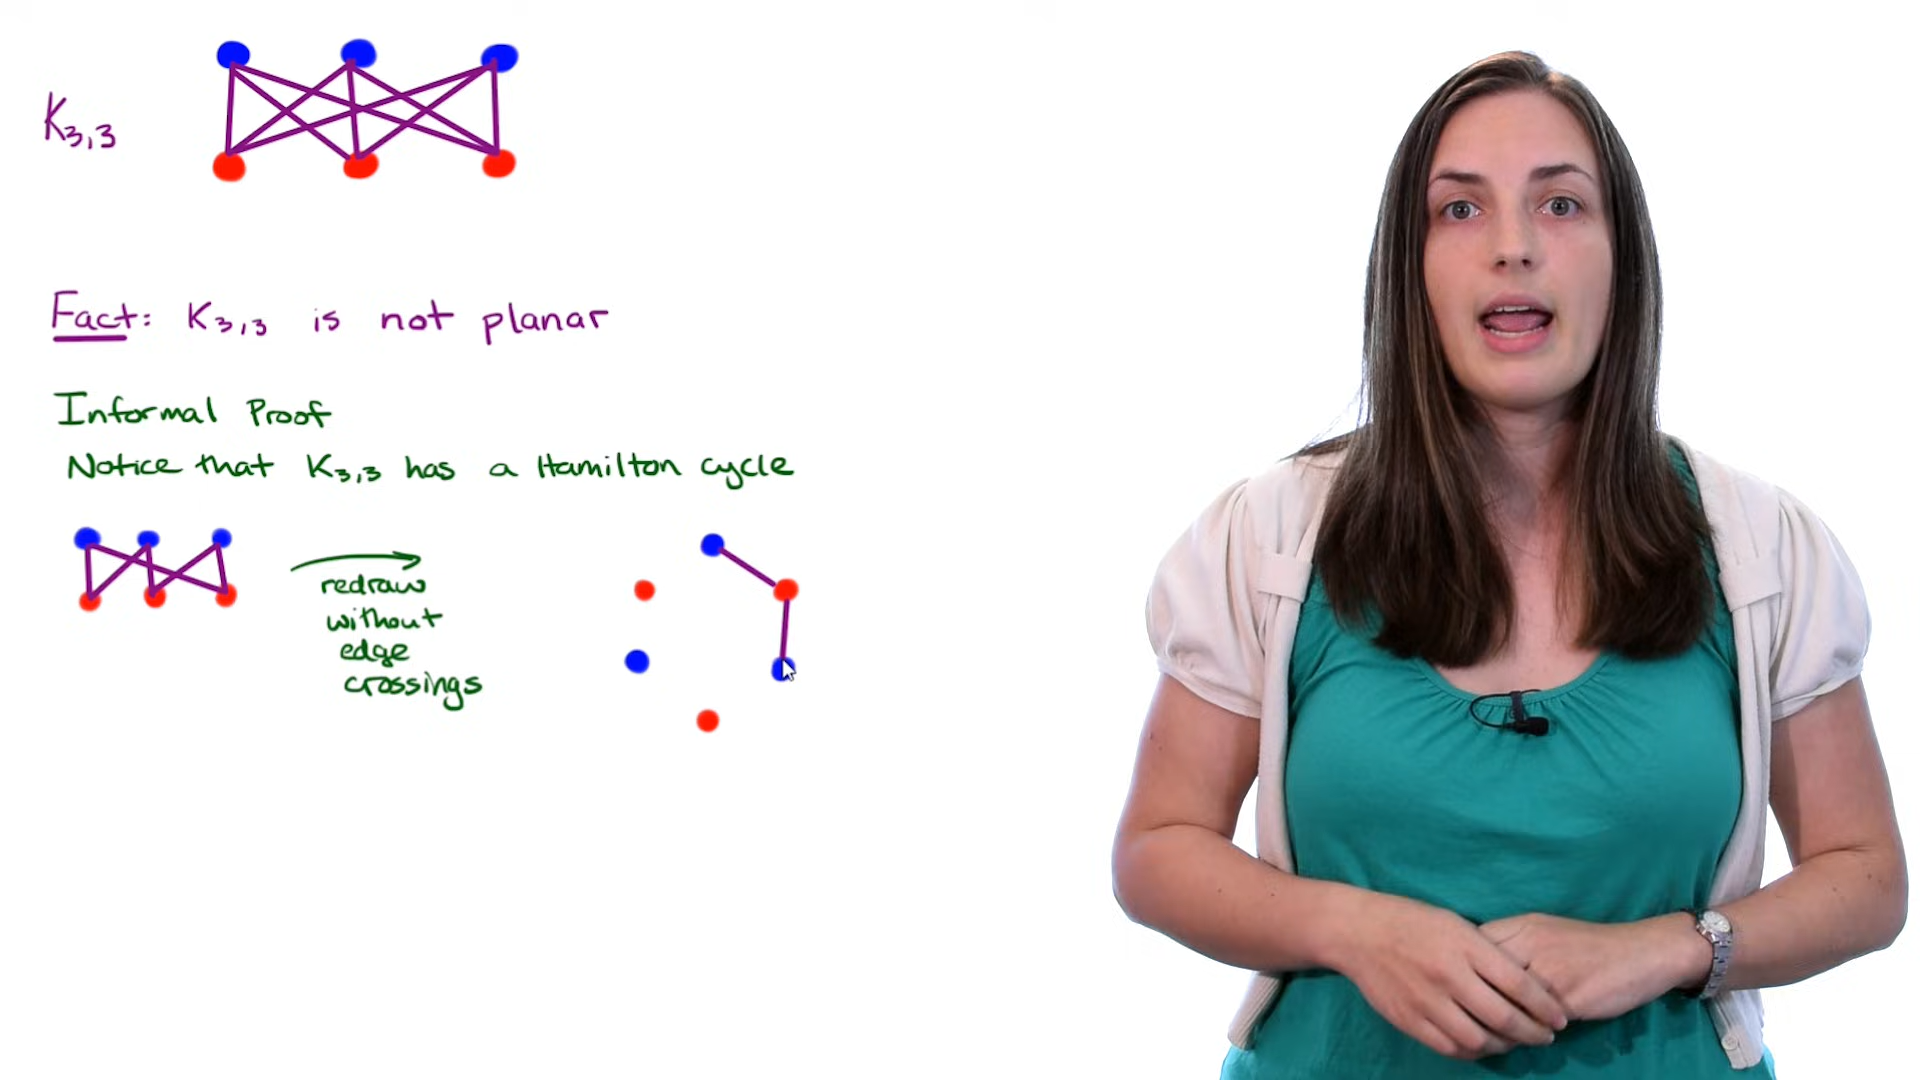 K3,3
Fact: K3,3 is not planar
Informal Proof
Notice that K3,3 has a Hamilton cycle
redraw
without
edge
crossings